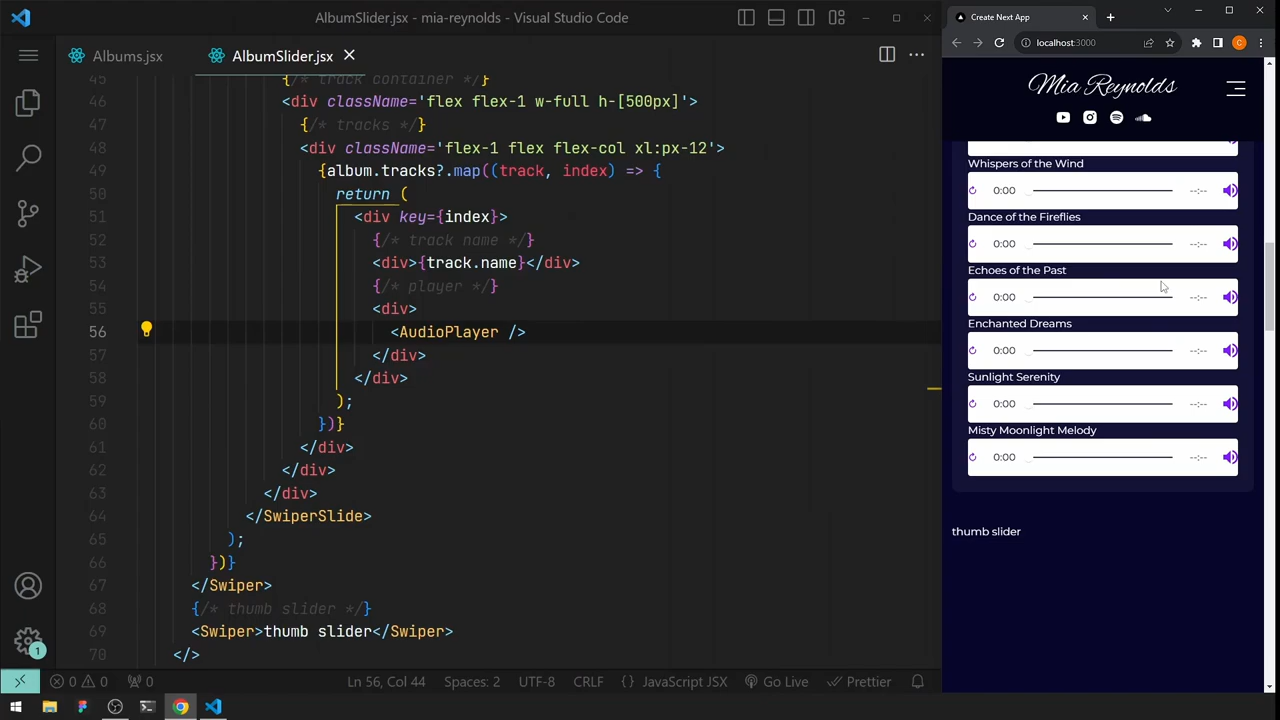 AlbumSlider.jsx - mia-reynolds - Visual Studio Code
Albums.jsx
AlbumSlider.jsx
45 {/* track container */}
46 <div className='flex flex-1 w-full h-[500px]'>
47 {/* tracks */}
48 <div className='flex-1 flex flex-col xl:px-12'>
49 {album.tracks?.map((track, index) => {
50 return (
51 <div key={index}>
52 {/* track name */}
53 <div>{track.name}</div>
54 {/* player */}
55 <div>
56 <AudioPlayer />
57 </div>
58 </div>
59 );
60 })}
61 </div>
62 </div>
63 </div>
64 </SwiperSlide>
65 );
66 })}
67 </Swiper>
68 {/* thumb slider */}
69 <Swiper>thumb slider</Swiper>
70 </>
1
0 0 0 Ln 56, Col 44 Spaces: 2 UTF-8 CRLF {} JavaScript JSX Go Live Prettier
Create Next App
localhost:3000
C
Mia Reynolds
Whispers of the Wind
0:00 --:--
Dance of the Fireflies
0:00 --:--
Echoes of the Past
0:00 --:--
Enchanted Dreams
0:00 --:--
Sunlight Serenity
0:00 --:--
Misty Moonlight Melody
0:00 --:--
thumb slider